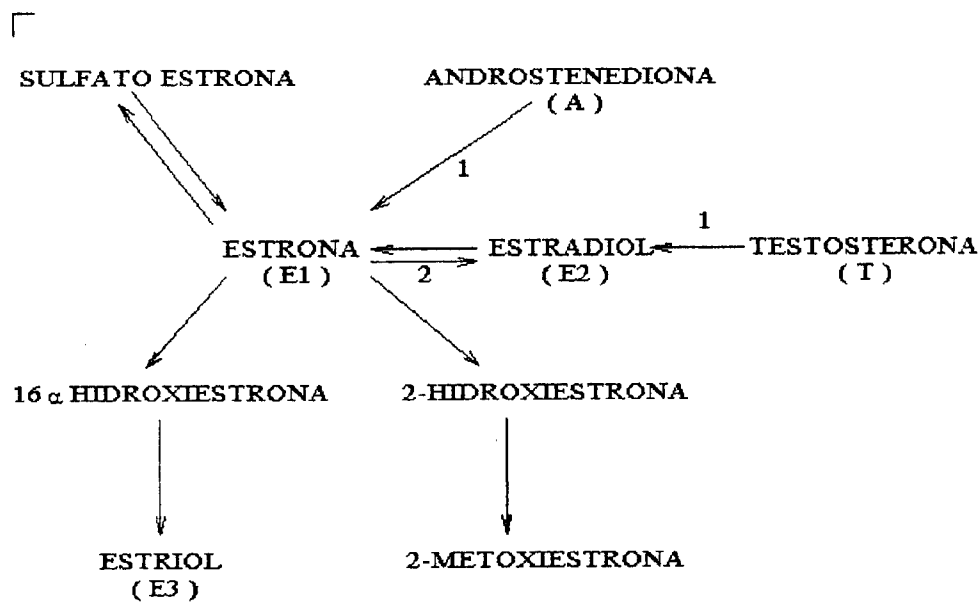 SULFATO ESTRONA
ANDROSTENEDIONA
( A )
1
1
ESTRONA
( E1 )
2
ESTRADIOL
( E2 )
TESTOSTERONA
( T )
16 α HIDROXIESTRONA
2-HIDROXIESTRONA
ESTRIOL
( E3 )
2-METOXIESTRONA